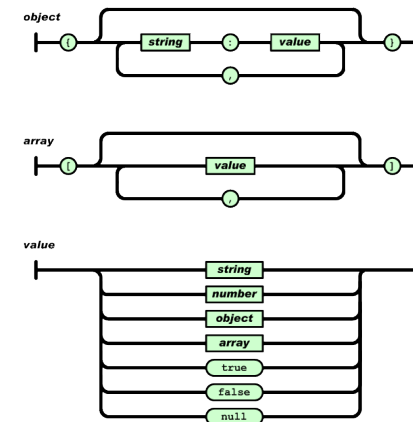 object
{ string : value }
,
array
[ value ]
,
value
string
number
object
array
true
false
null